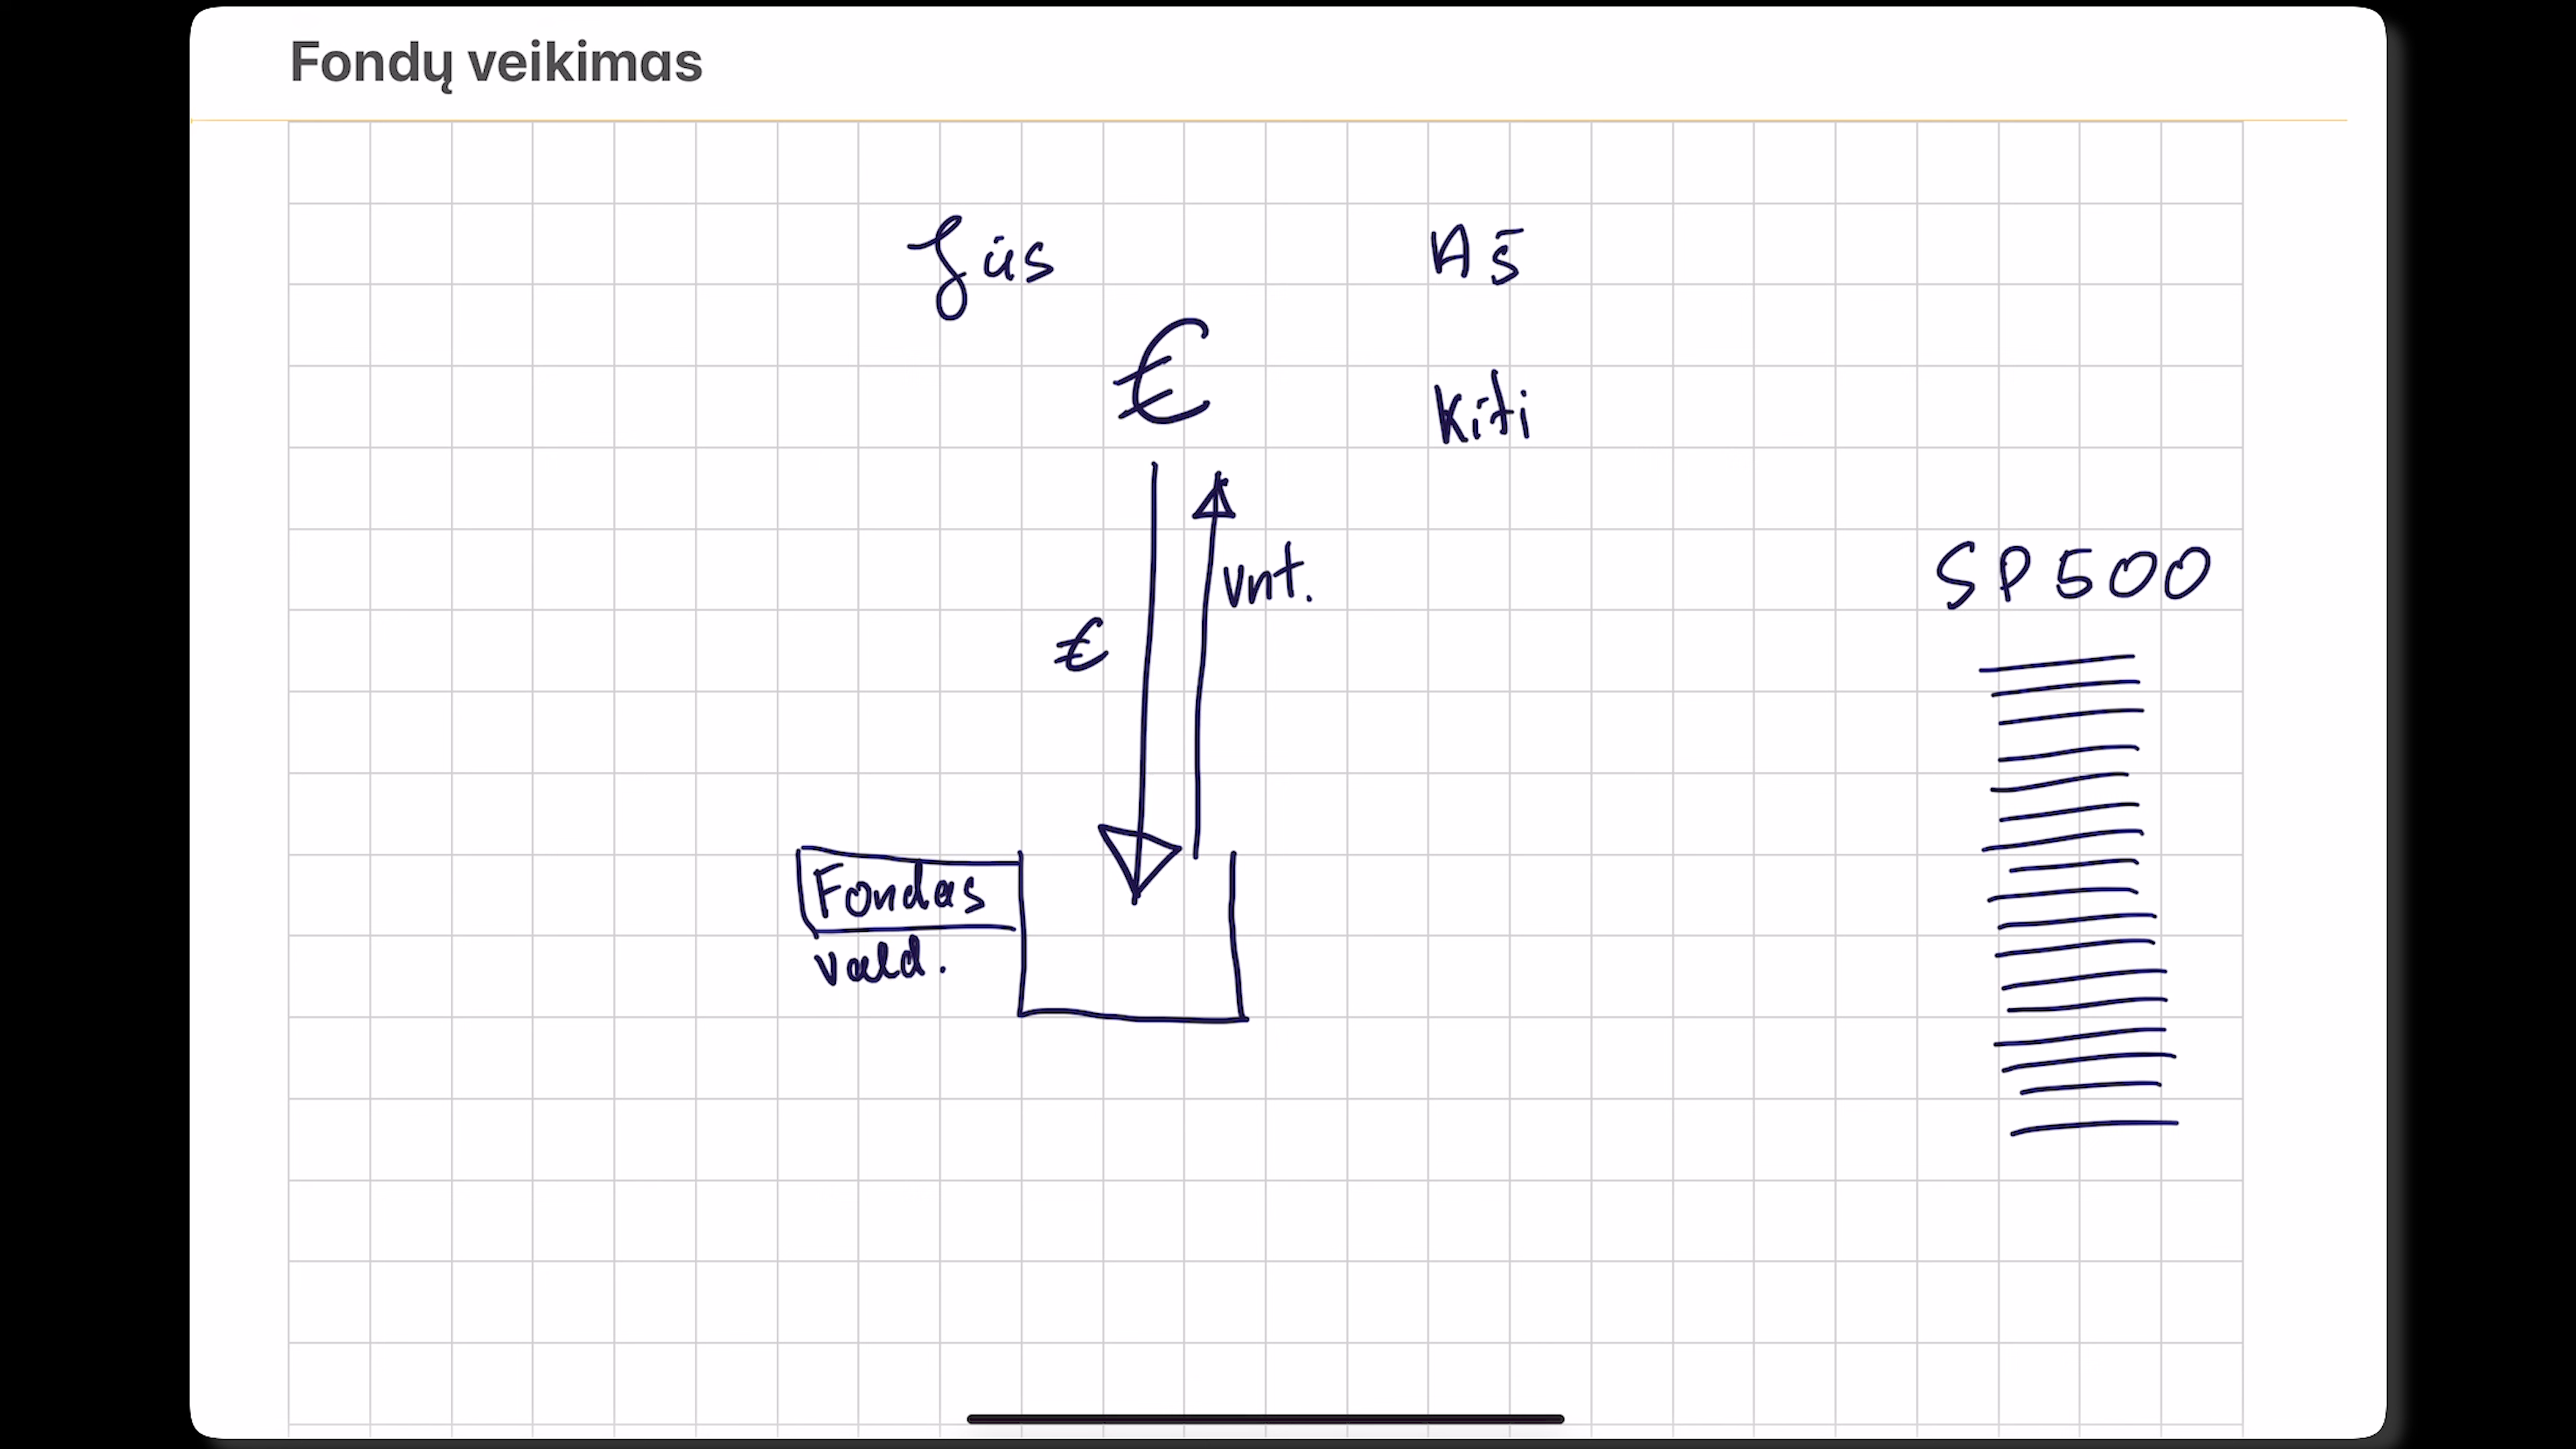 Fondų veikimas
Jūs
Aš
€
Kiti
SP500
vnt.
€
Fondas
vald.